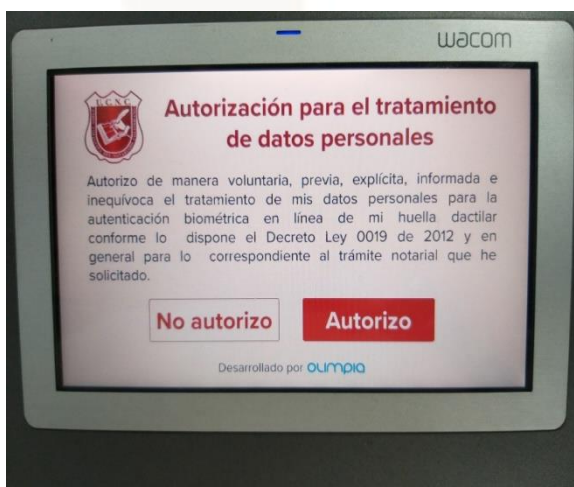 wacom
U.C.N.C.
Autorización para el tratamiento
de datos personales
Autorizo de manera voluntaria, previa, explícita, informada e
inequívoca el tratamiento de mis datos personales para la
autenticación biométrica en línea de mi huella dactilar
conforme lo dispone el Decreto Ley 0019 de 2012 y en
general para lo correspondiente al trámite notarial que he
solicitado.
No autorizo
Autorizo
Desarrollado por OLIMPIA